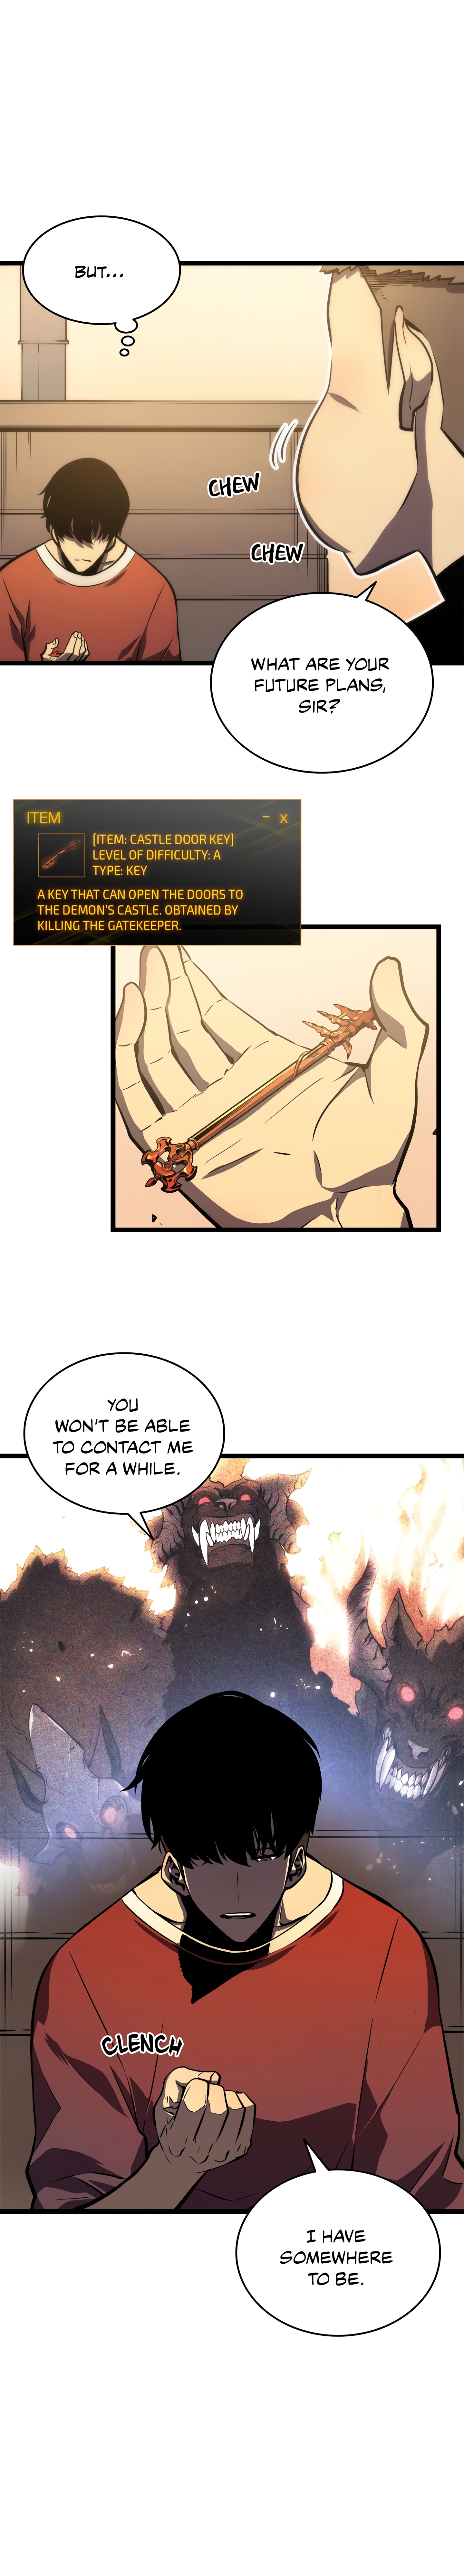 BUT...
CHEW
CHEW
WHAT ARE YOUR
FUTURE PLANS,
SIR?
ITEM
- x
[ITEM: CASTLE DOOR KEY]
LEVEL OF DIFFICULTY: A
TYPE: KEY
A KEY THAT CAN OPEN THE DOORS TO
THE DEMON'S CASTLE. OBTAINED BY
KILLING THE GATEKEEPER.
YOU
WON'T BE ABLE
TO CONTACT ME
FOR A WHILE.
CLENCH
I HAVE
SOMEWHERE
TO BE.